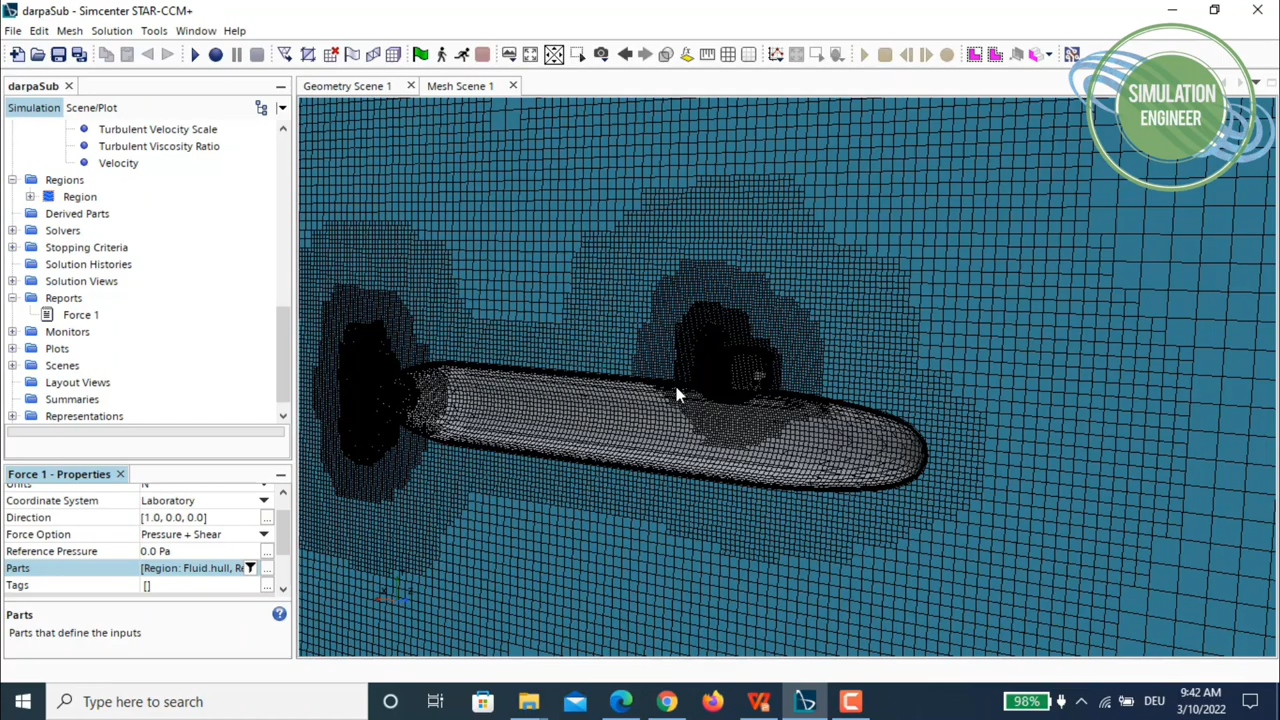 darpaSub - Simcenter STAR-CCM+
File Edit Mesh Solution Tools Window Help
darpaSub
Geometry Scene 1
Mesh Scene 1
Simulation Scene/Plot
Turbulent Velocity Scale
Turbulent Viscosity Ratio
Velocity
Regions
Region
Derived Parts
Solvers
Stopping Criteria
Solution Histories
Solution Views
Reports
Force 1
Monitors
Plots
Scenes
Layout Views
Summaries
Representations
Force 1 - Properties
Coordinate System Laboratory
Direction [1.0, 0.0, 0.0]
Force Option Pressure + Shear
Reference Pressure 0.0 Pa
Parts [Region: Fluid.hull, Re
Tags []
Parts
Parts that define the inputs
SIMULATION
ENGINEER
Type here to search
98%
DEU
9:42 AM
3/10/2022